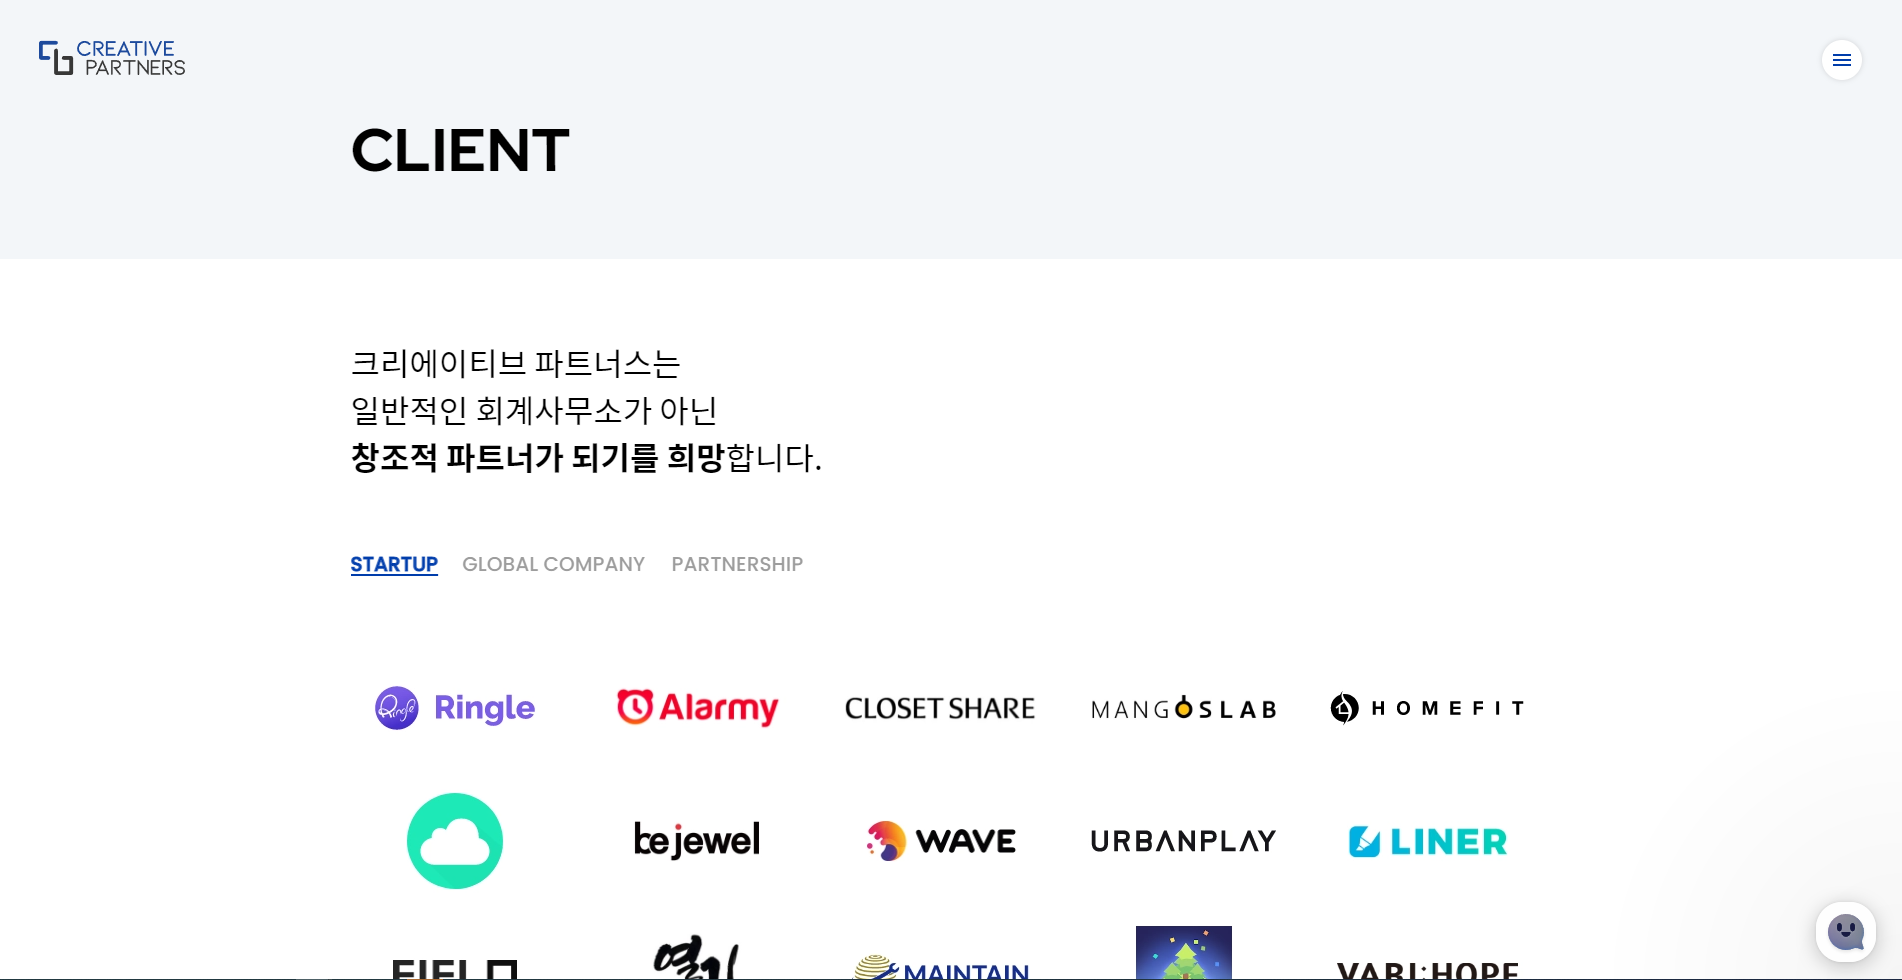 CREATIVE
PARTNERS
CLIENT
크리에이티브 파트너스는
일반적인 회계사무소가 아닌
창조적 파트너가 되기를 희망합니다.
STARTUP GLOBAL COMPANY PARTNERSHIP
Ringle Ringle Alarmy CLOSET SHARE MANGOSLAB HOMEFIT
bejewel WAVE URBANPLAY LINER
MAINTAIN VARI:HOPE